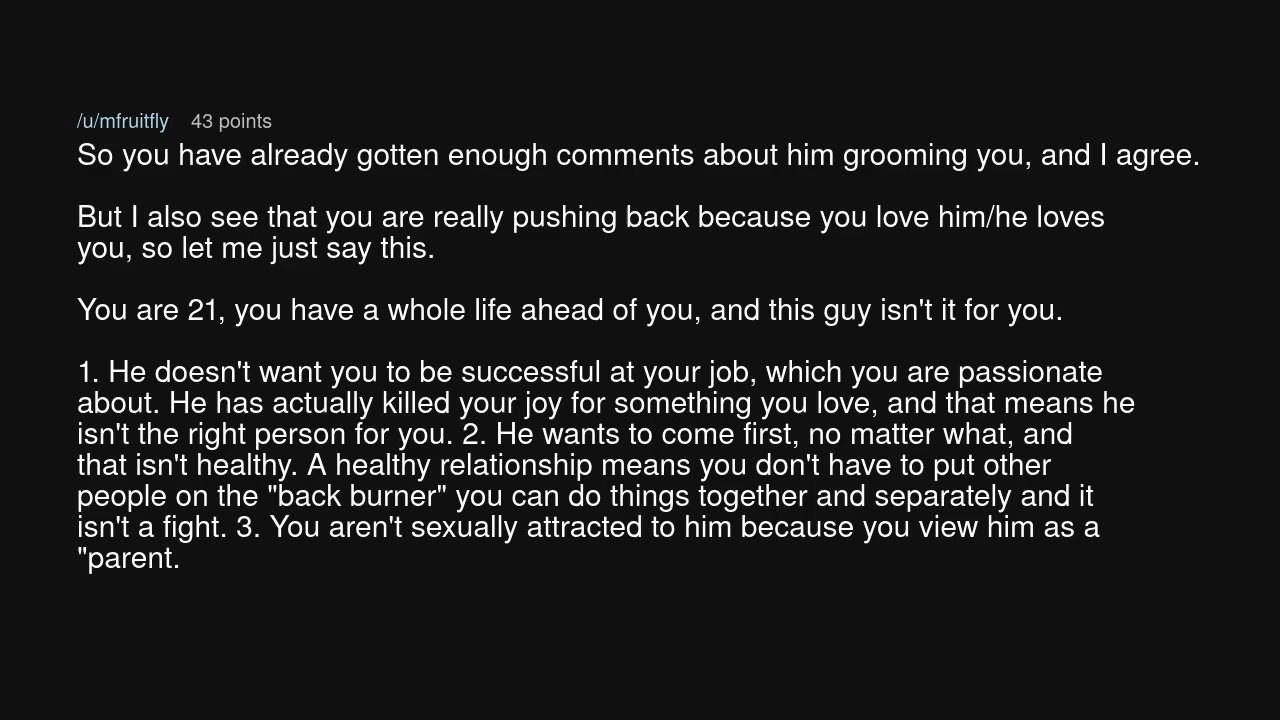 /u/mfruitfly 43 points
So you have already gotten enough comments about him grooming you, and I agree.
But I also see that you are really pushing back because you love him/he loves
you, so let me just say this.
You are 21, you have a whole life ahead of you, and this guy isn't it for you.
1. He doesn't want you to be successful at your job, which you are passionate
about. He has actually killed your joy for something you love, and that means he
isn't the right person for you. 2. He wants to come first, no matter what, and
that isn't healthy. A healthy relationship means you don't have to put other
people on the "back burner" you can do things together and separately and it
isn't a fight. 3. You aren't sexually attracted to him because you view him as a
"parent.